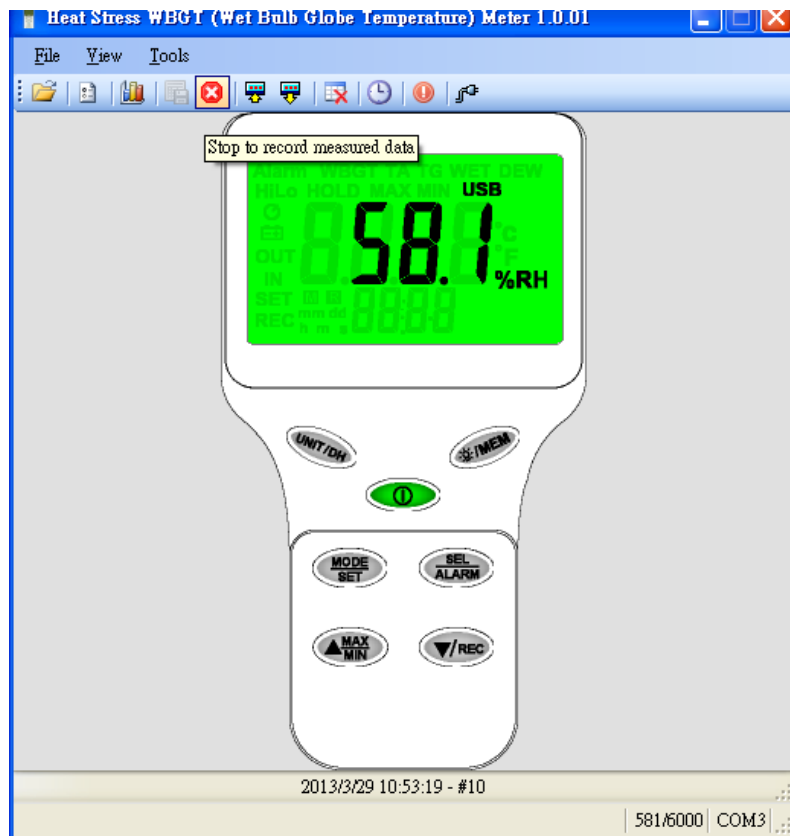 Heat Stress WBGT (Wet Bulb Globe Temperature) Meter 1.0.01
File View Tools
Stop to record measured data
Alarm WBGT TA TG WET DEW
HiLo HOLD MAX MIN USB
58.1
°C
OUT °F
IN %RH
SET
REC mm dd
h m s 88:88
UNIT/DH
/MEM
MODE SEL
SET ALARM
MAX
MIN /REC
2013/3/29 10:53:19 - #10
581/6000 COM3